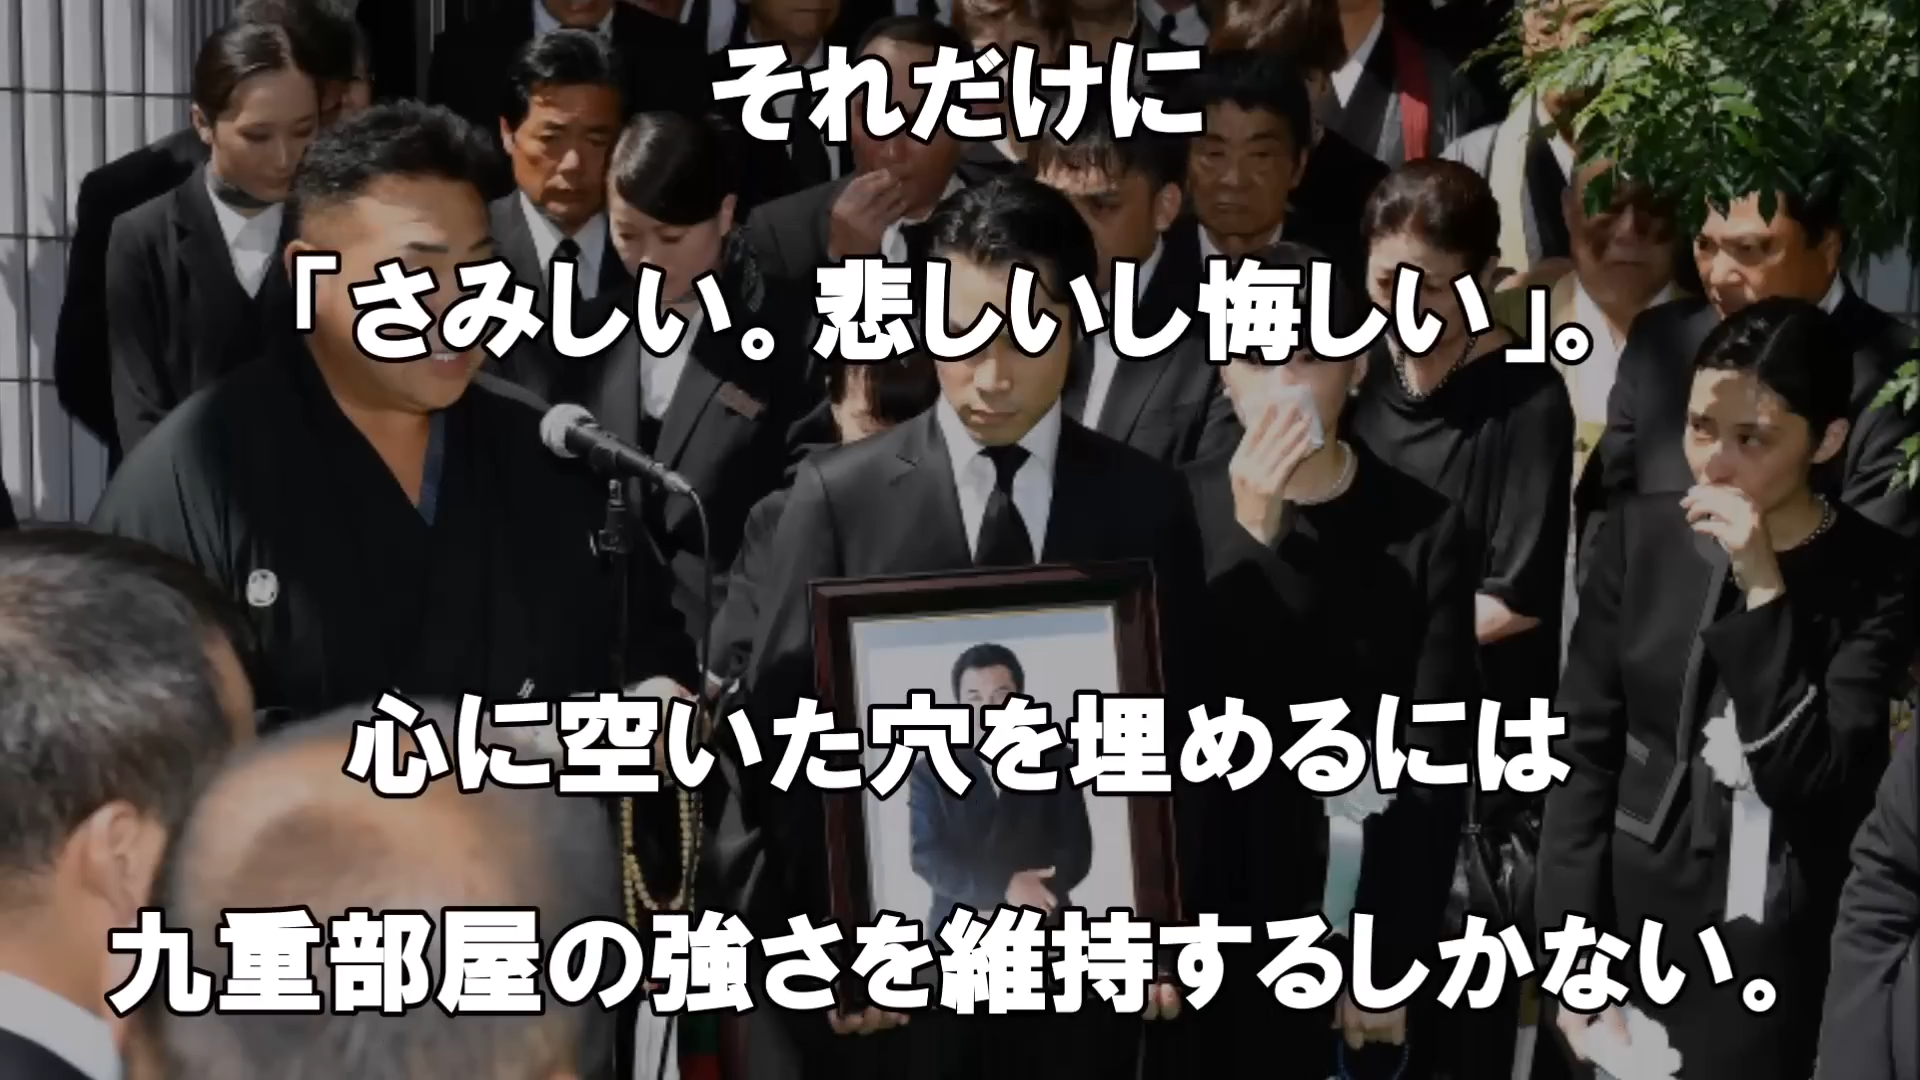 それだけに
「さみしい。悲しいし悔しい」。
心に空いた穴を埋めるには
九重部屋の強さを維持するしかない。